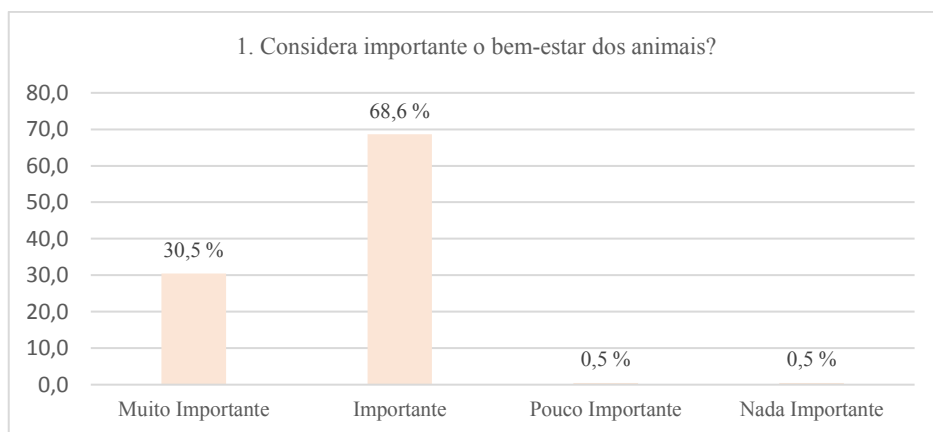 1. Considera importante o bem-estar dos animais?
80,0
70,0
60,0
50,0
40,0
30,0
20,0
10,0
0,0
30,5 %
68,6 %
0,5 %
0,5 %
Muito Importante
Importante
Pouco Importante
Nada Importante